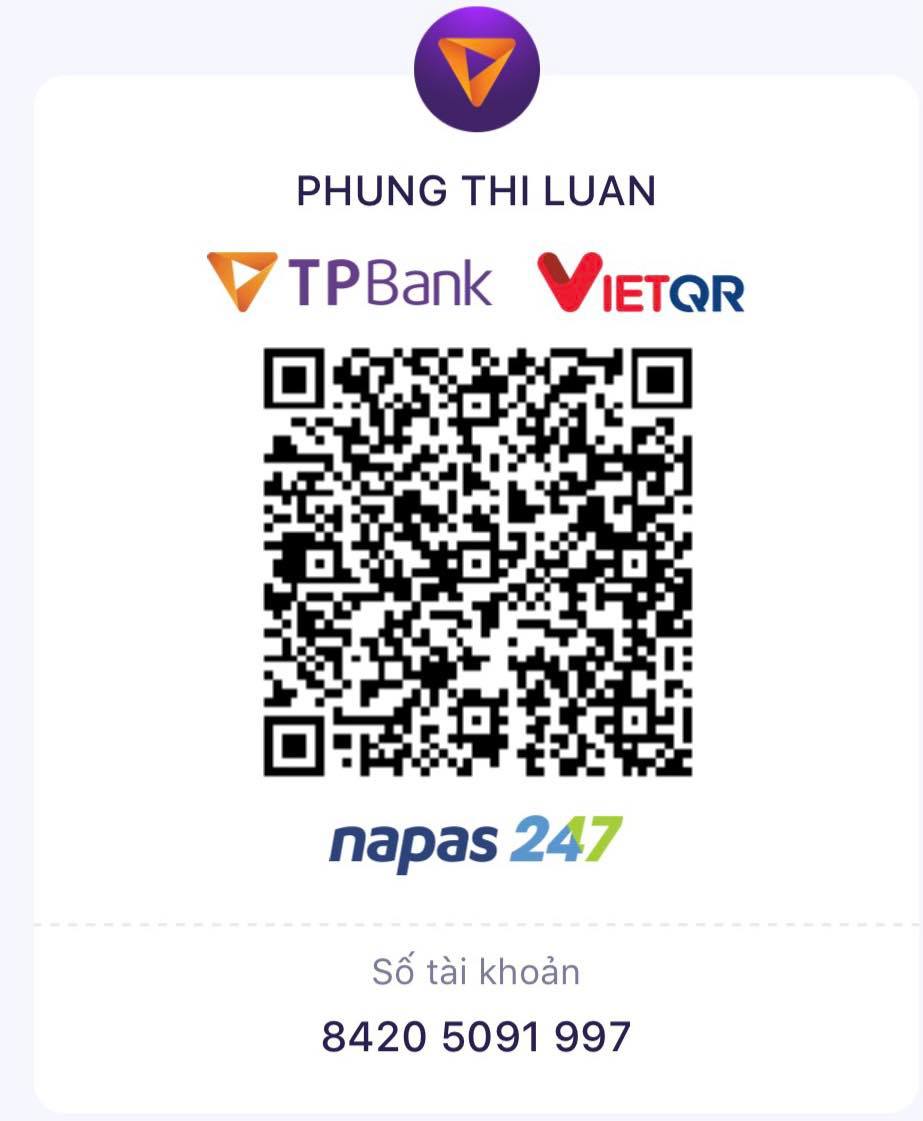 PHUNG THI LUAN
TPBank VIETQR
napas 247
Số tài khoản
8420 5091 997